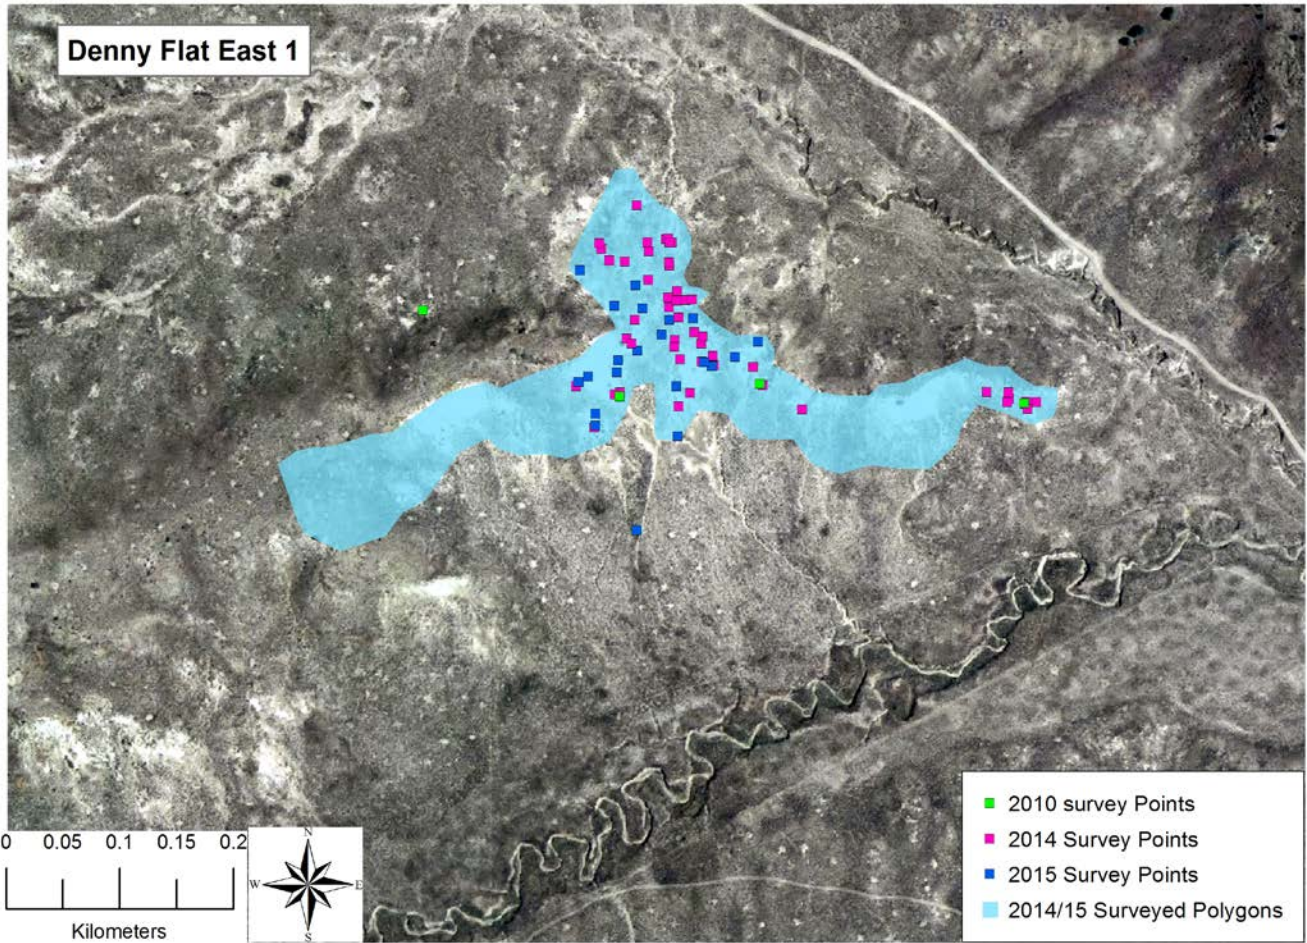 Denny Flat East 1
2010 survey Points
2014 Survey Points
2015 Survey Points
2014/15 Surveyed Polygons
0 0.05 0.1 0.15 0.2
Kilometers
N
W E
S